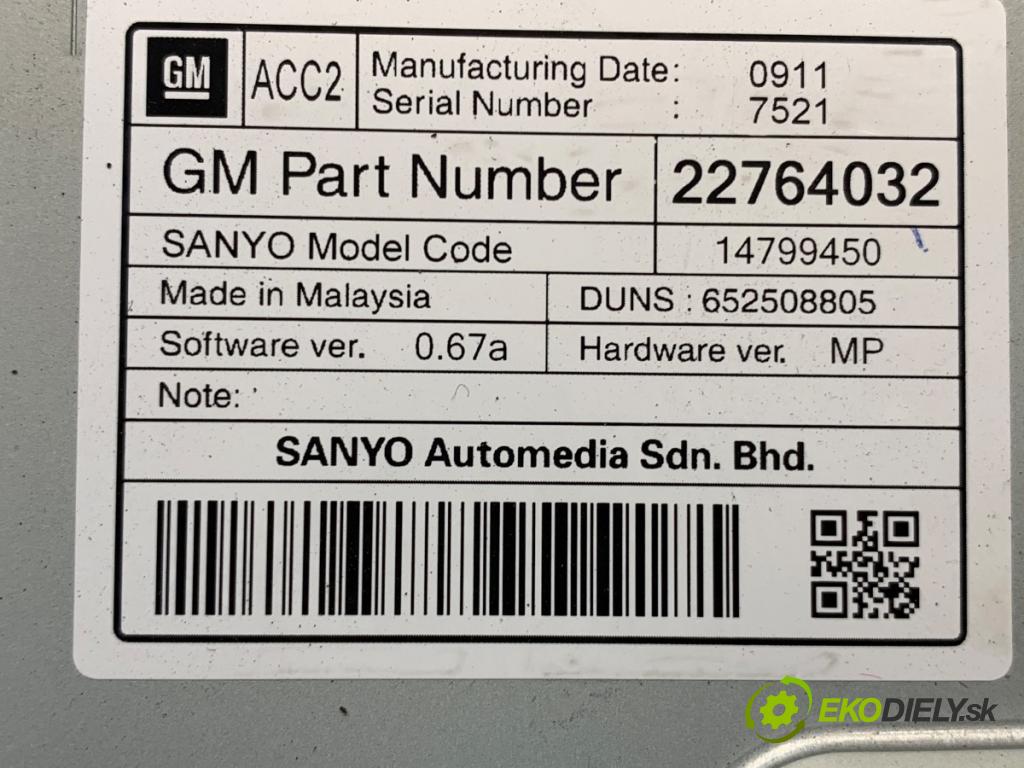 GM ACC2 Manufacturing Date: 0911
Serial Number : 7521
GM Part Number 22764032
SANYO Model Code 14799450
Made in Malaysia DUNS : 652508805
Software ver. 0.67a Hardware ver. MP
Note:
SANYO Automedia Sdn. Bhd.
EKODIELY.sk